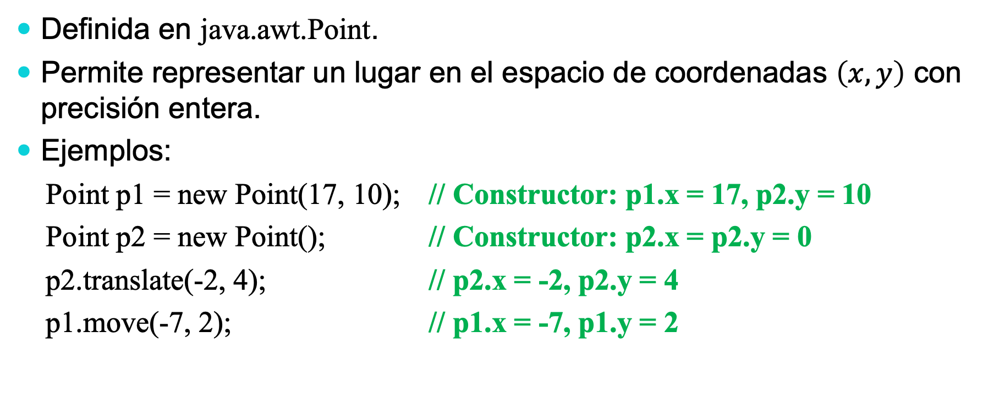 • Definida en java.awt.Point.
• Permite representar un lugar en el espacio de coordenadas (x, y) con
precisión entera.
• Ejemplos:
Point p1 = new Point(17, 10); // Constructor: p1.x = 17, p2.y = 10
Point p2 = new Point(); // Constructor: p2.x = p2.y = 0
p2.translate(-2, 4); // p2.x = -2, p2.y = 4
p1.move(-7, 2); // p1.x = -7, p1.y = 2